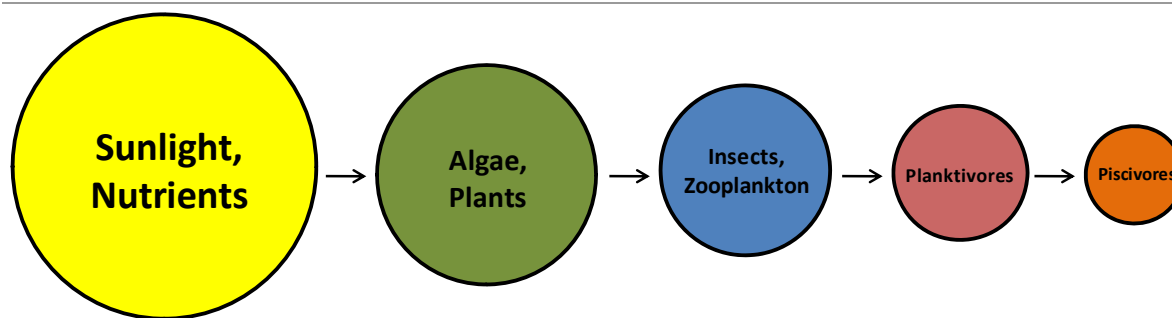 Sunlight,
Nutrients
Algae,
Plants
Insects,
Zooplankton
Planktivores
Piscivores